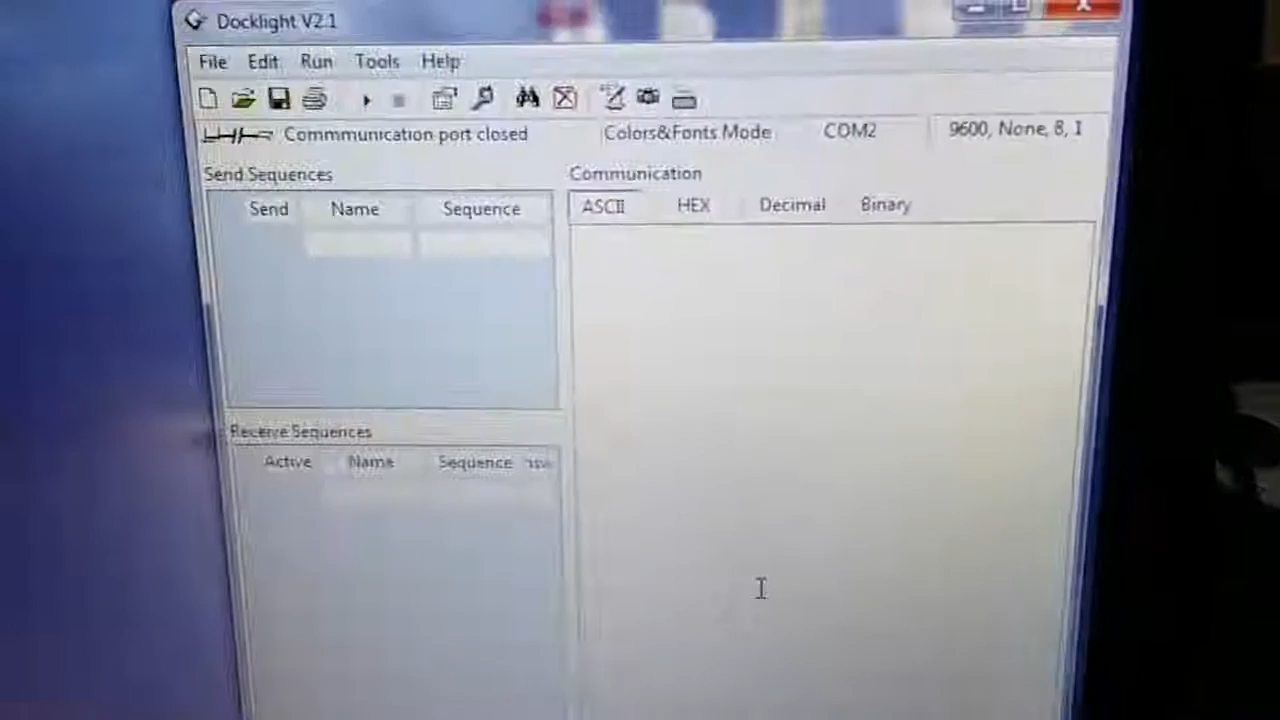 Docklight V2.1
File Edit Run Tools Help
Commmunication port closed Colors&Fonts Mode COM2 9600, None, 8, 1
Send Sequences
Send Name Sequence
Communication
ASCII HEX Decimal Binary
Receive Sequences
Active Name Sequence